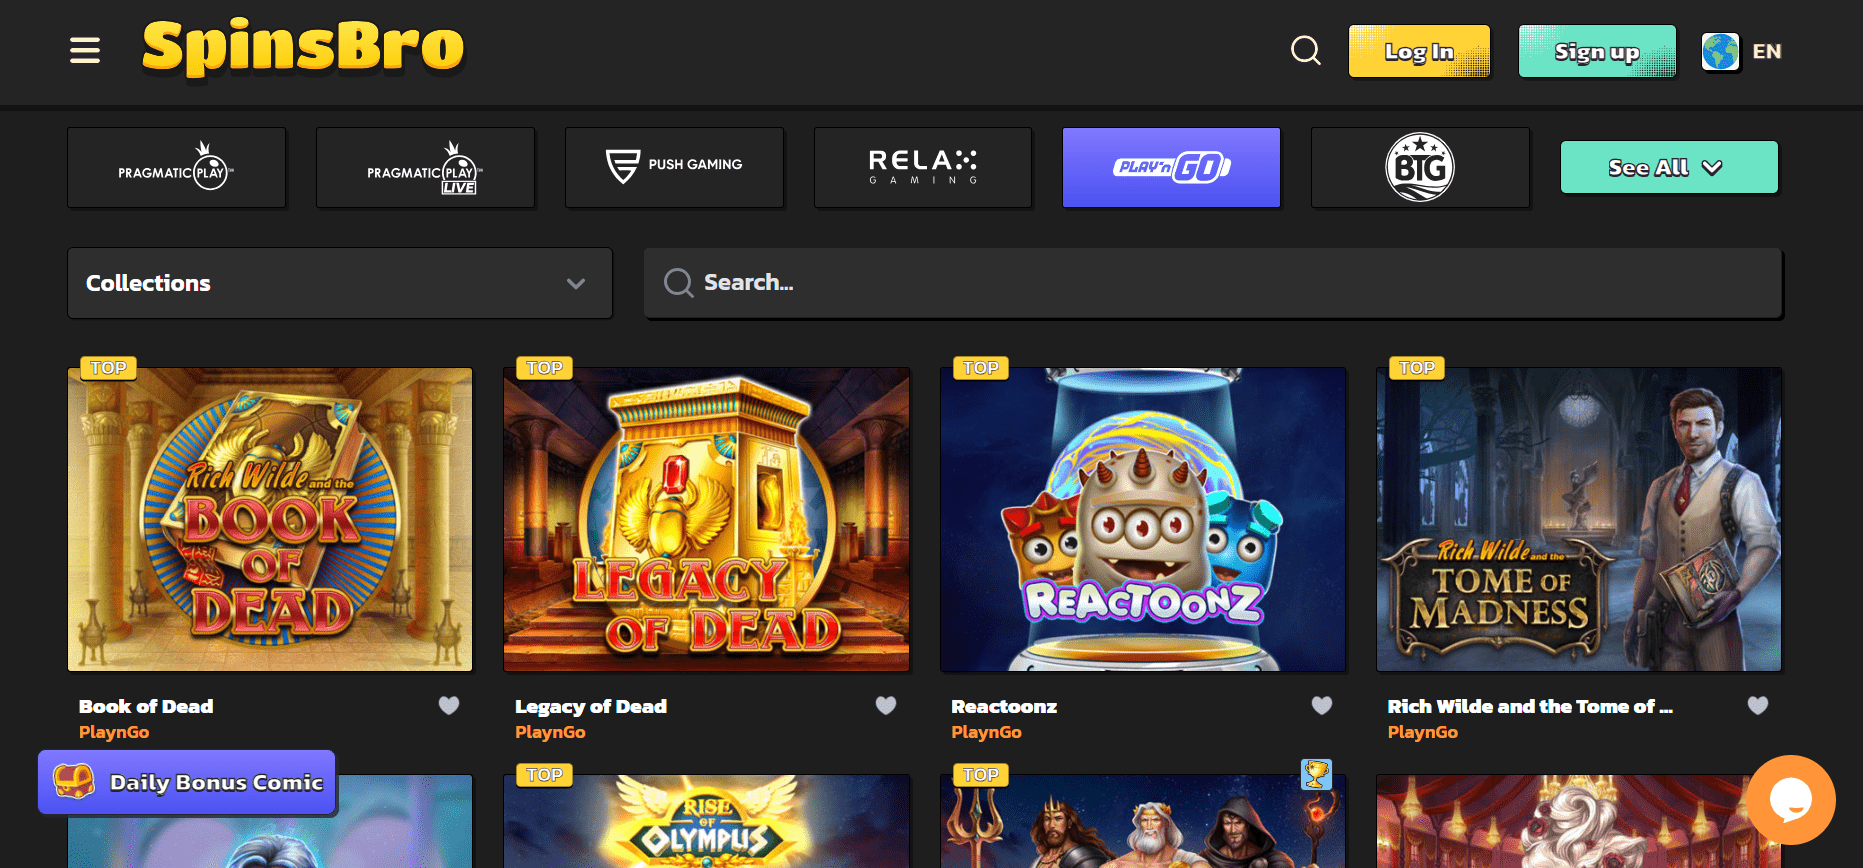 SpinsBro
Log In
Sign up
EN
PRAGMATIC PLAY
PRAGMATIC PLAY
LIVE
PUSH GAMING
RELAX
GAMING
PLAY'n GO
BTG
See All
Collections
Search...
TOP
TOP
TOP
TOP
Rich Wilde and the
BOOK
OF
DEAD
LEGACY
OF DEAD
REACTOONZ
Rich Wilde and the
TOME OF
MADNESS
Book of Dead
PlaynGo
Legacy of Dead
PlaynGo
Reactoonz
PlaynGo
Rich Wilde and the Tome of ...
PlaynGo
Daily Bonus Comic
TOP
TOP
RISE
OF
OLYMPUS